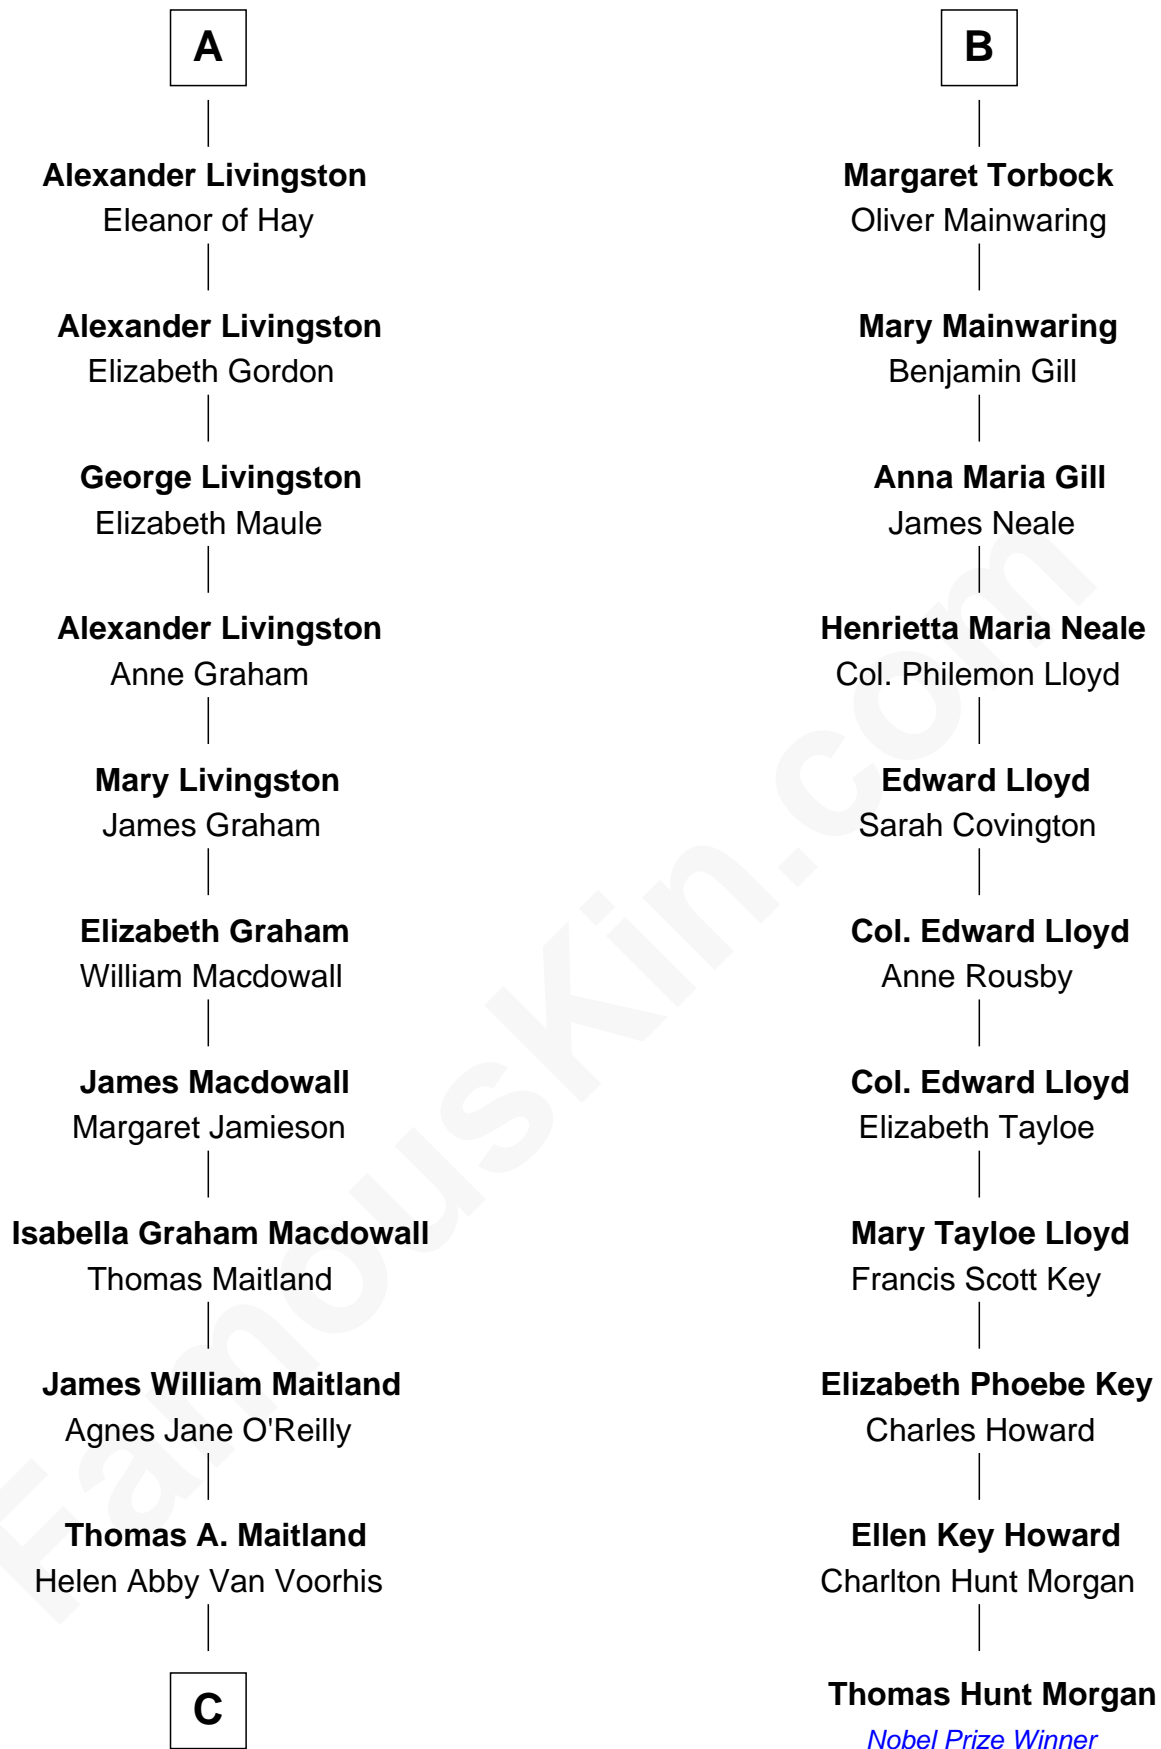 A
Alexander Livingston
Eleanor of Hay
Alexander Livingston
Elizabeth Gordon
George Livingston
Elizabeth Maule
Alexander Livingston
Anne Graham
Mary Livingston
James Graham
Elizabeth Graham
William Macdowall
James Macdowall
Margaret Jamieson
Isabella Graham Macdowall
Thomas Maitland
James William Maitland
Agnes Jane O'Reilly
Thomas A. Maitland
Helen Abby Van Voorhis
C
B
Margaret Torbock
Oliver Mainwaring
Mary Mainwaring
Benjamin Gill
Anna Maria Gill
James Neale
Henrietta Maria Neale
Col. Philemon Lloyd
Edward Lloyd
Sarah Covington
Col. Edward Lloyd
Anne Rousby
Col. Edward Lloyd
Elizabeth Tayloe
Mary Tayloe Lloyd
Francis Scott Key
Elizabeth Phoebe Key
Charles Howard
Ellen Key Howard
Charlton Hunt Morgan
Thomas Hunt Morgan
Nobel Prize Winner
FamousKin.com